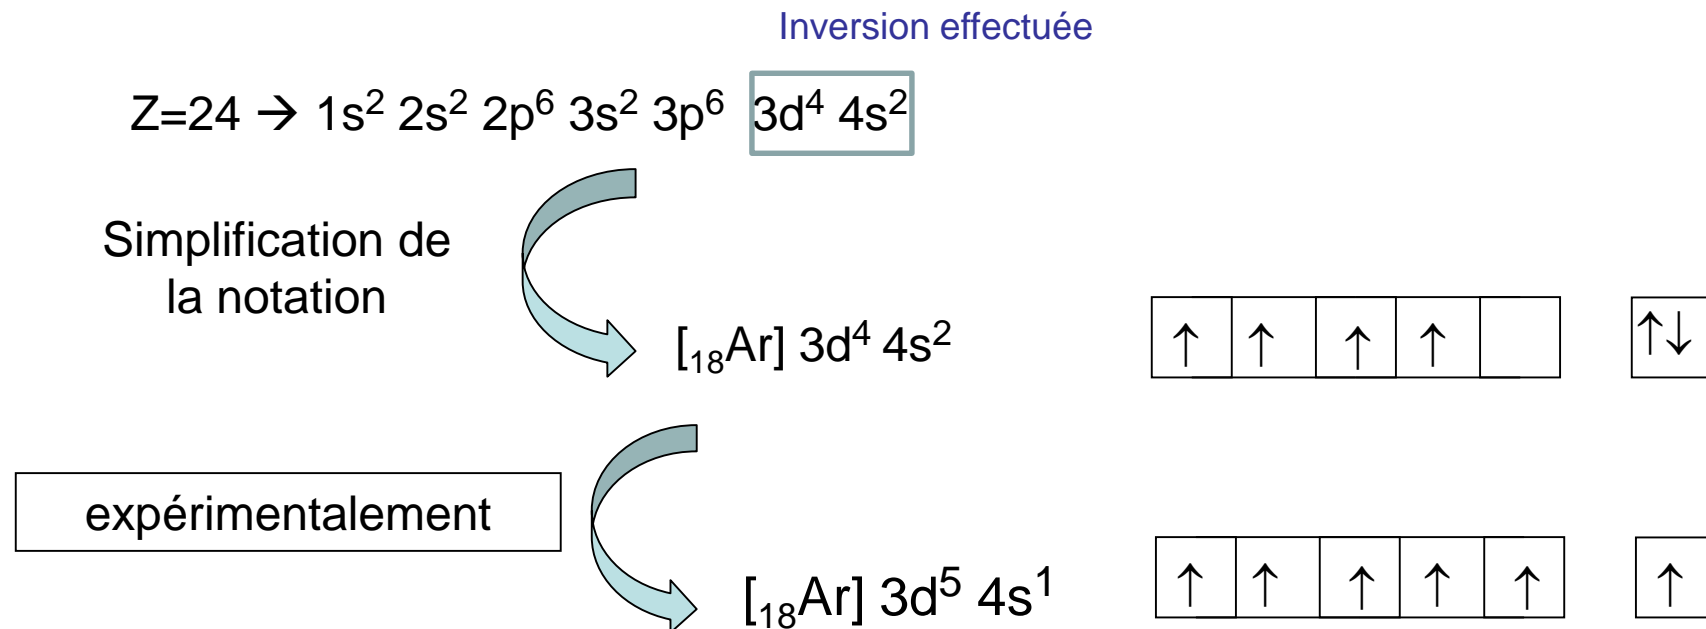 Inversion effectuée
Z=24 → 1s² 2s² 2p⁶ 3s² 3p⁶ 3d⁴ 4s²
Simplification de
la notation
[₁₈Ar] 3d⁴ 4s² ↑ ↑ ↑ ↑ ↑↓
expérimentalement
[₁₈Ar] 3d⁵ 4s¹ ↑ ↑ ↑ ↑ ↑ ↑